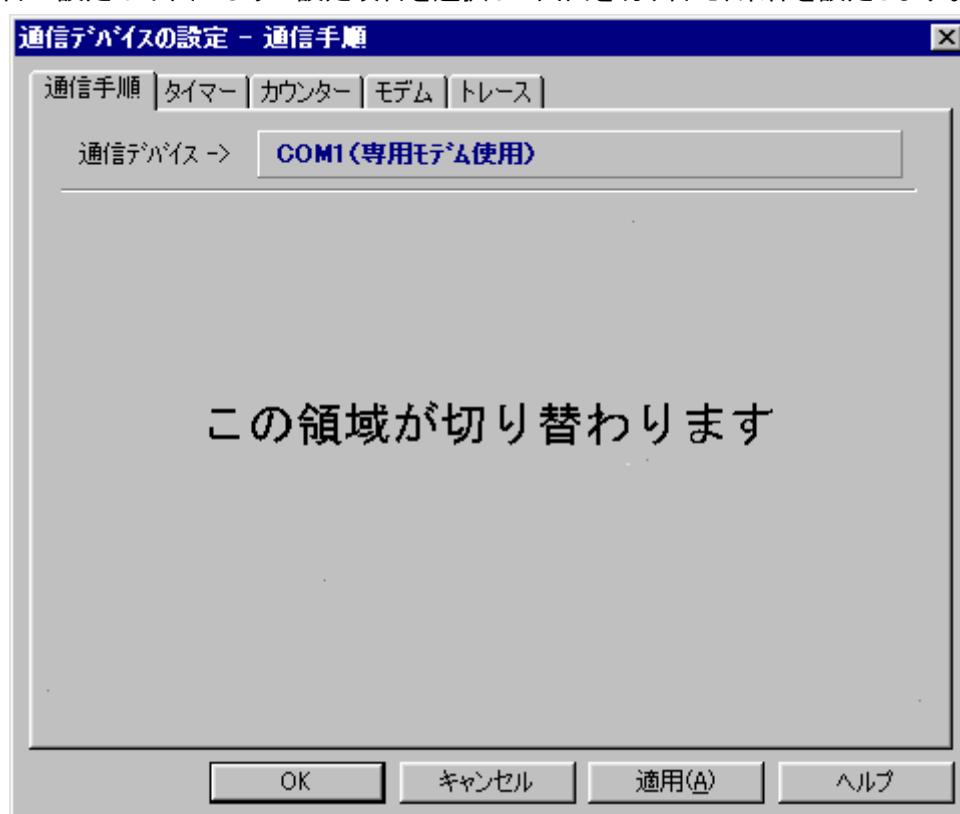 通信ﾃﾞﾊﾞｲｽの設定 - 通信手順
通信手順 タイマー カウンター モデム トレース
通信ﾃﾞﾊﾞｲｽ -> COM1(専用ﾓﾃﾞﾑ使用)
この領域が切り替わります
OK キャンセル 適用(A) ヘルプ